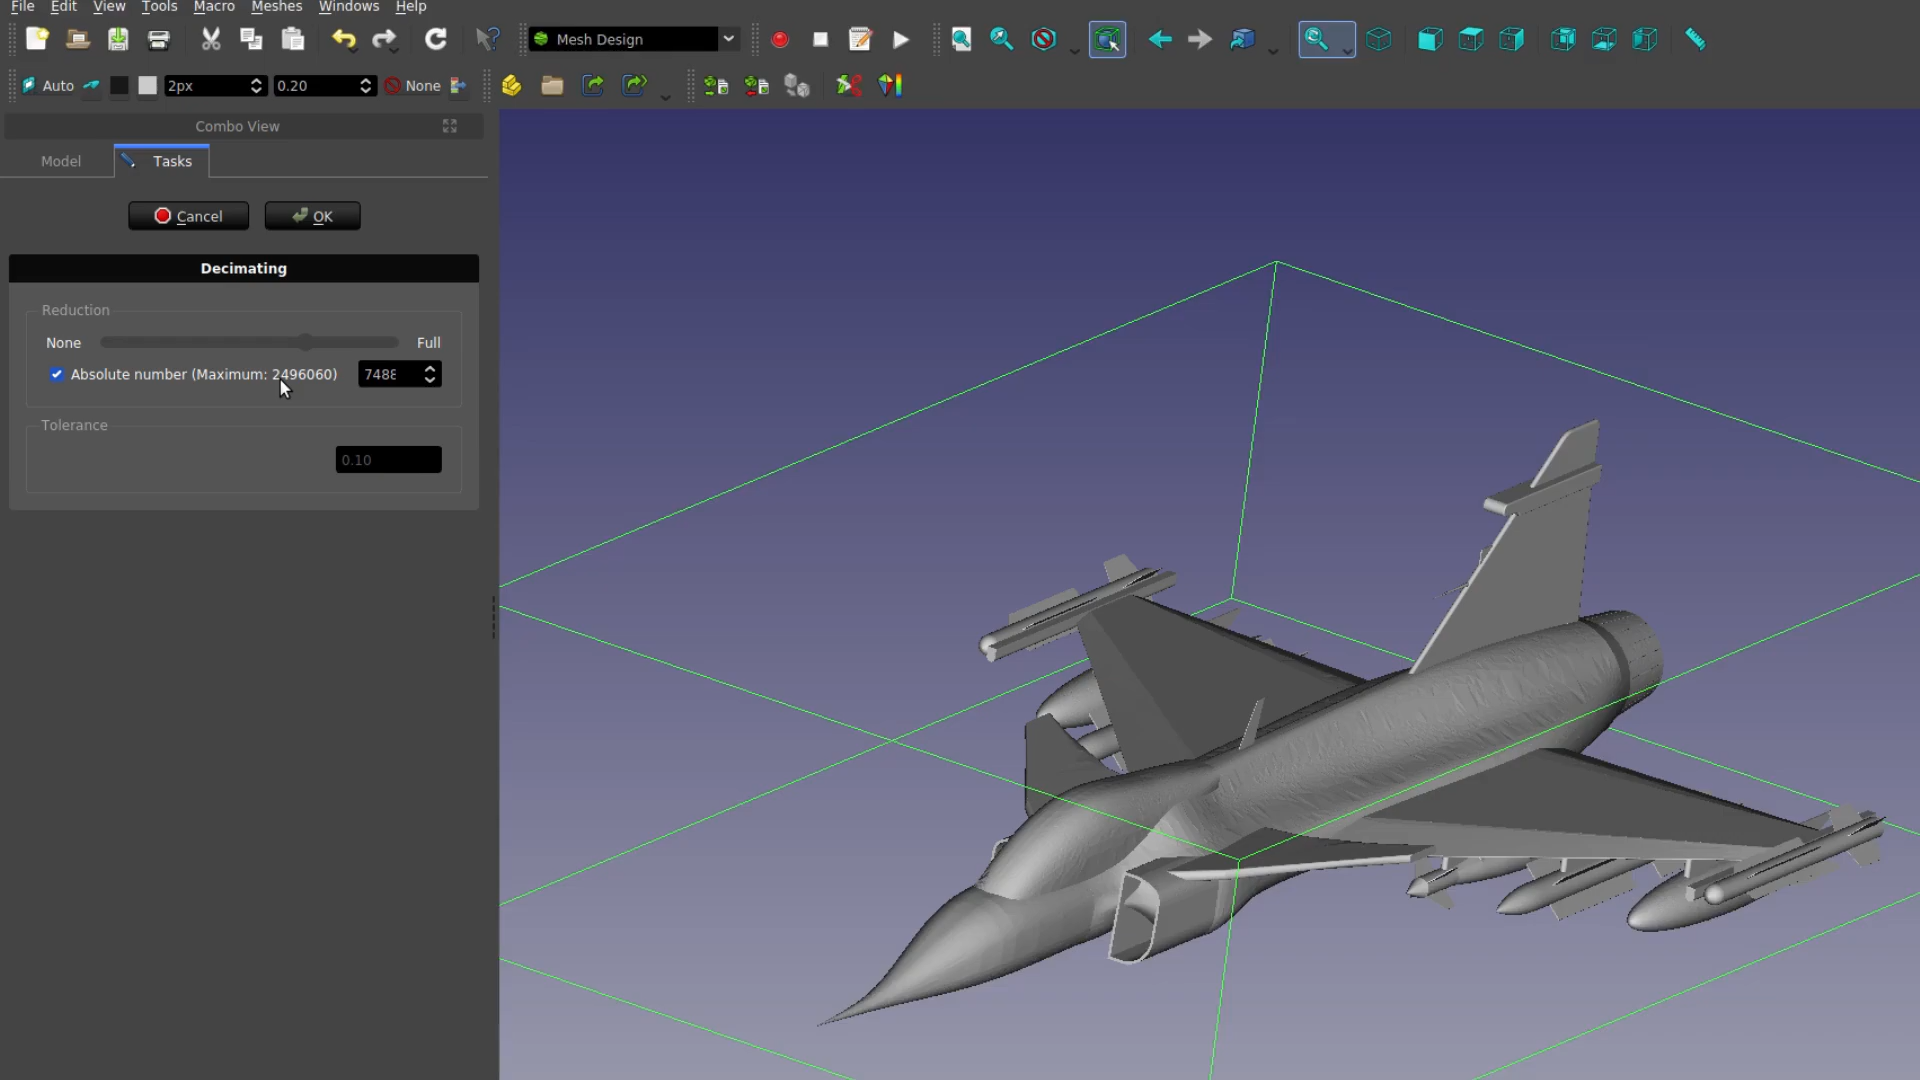 File Edit View Tools Macro Meshes Windows Help
Mesh Design
Auto 2px 0.20 None
Combo View
Model Tasks
Cancel OK
Decimating
Reduction
None Full
Absolute number (Maximum: 2496060) 7488
Tolerance
0.10